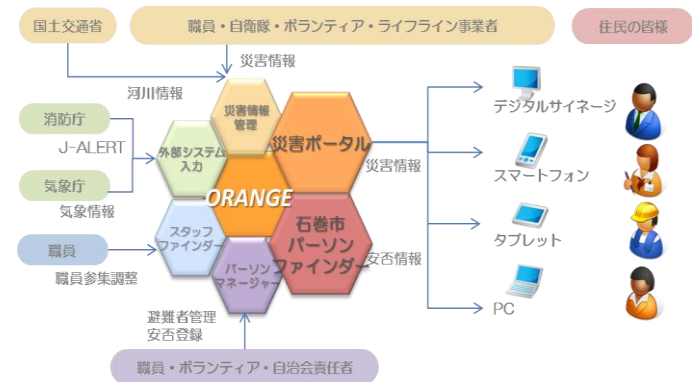 国土交通省
職員・自衛隊・ボランティア・ライフライン事業者
住民の皆様
災害情報
河川情報
消防庁
J-ALERT
気象庁
気象情報
職員
職員参集調整
災害情報
管理
外部システム
入力
災害ポータル
ORANGE
スタッフ
ファインダー
パーソン
マネージャー
石巻市
パーソン
ファインダー
災害情報
安否情報
デジタルサイネージ
スマートフォン
タブレット
PC
避難者管理
安否登録
職員・ボランティア・自治会責任者